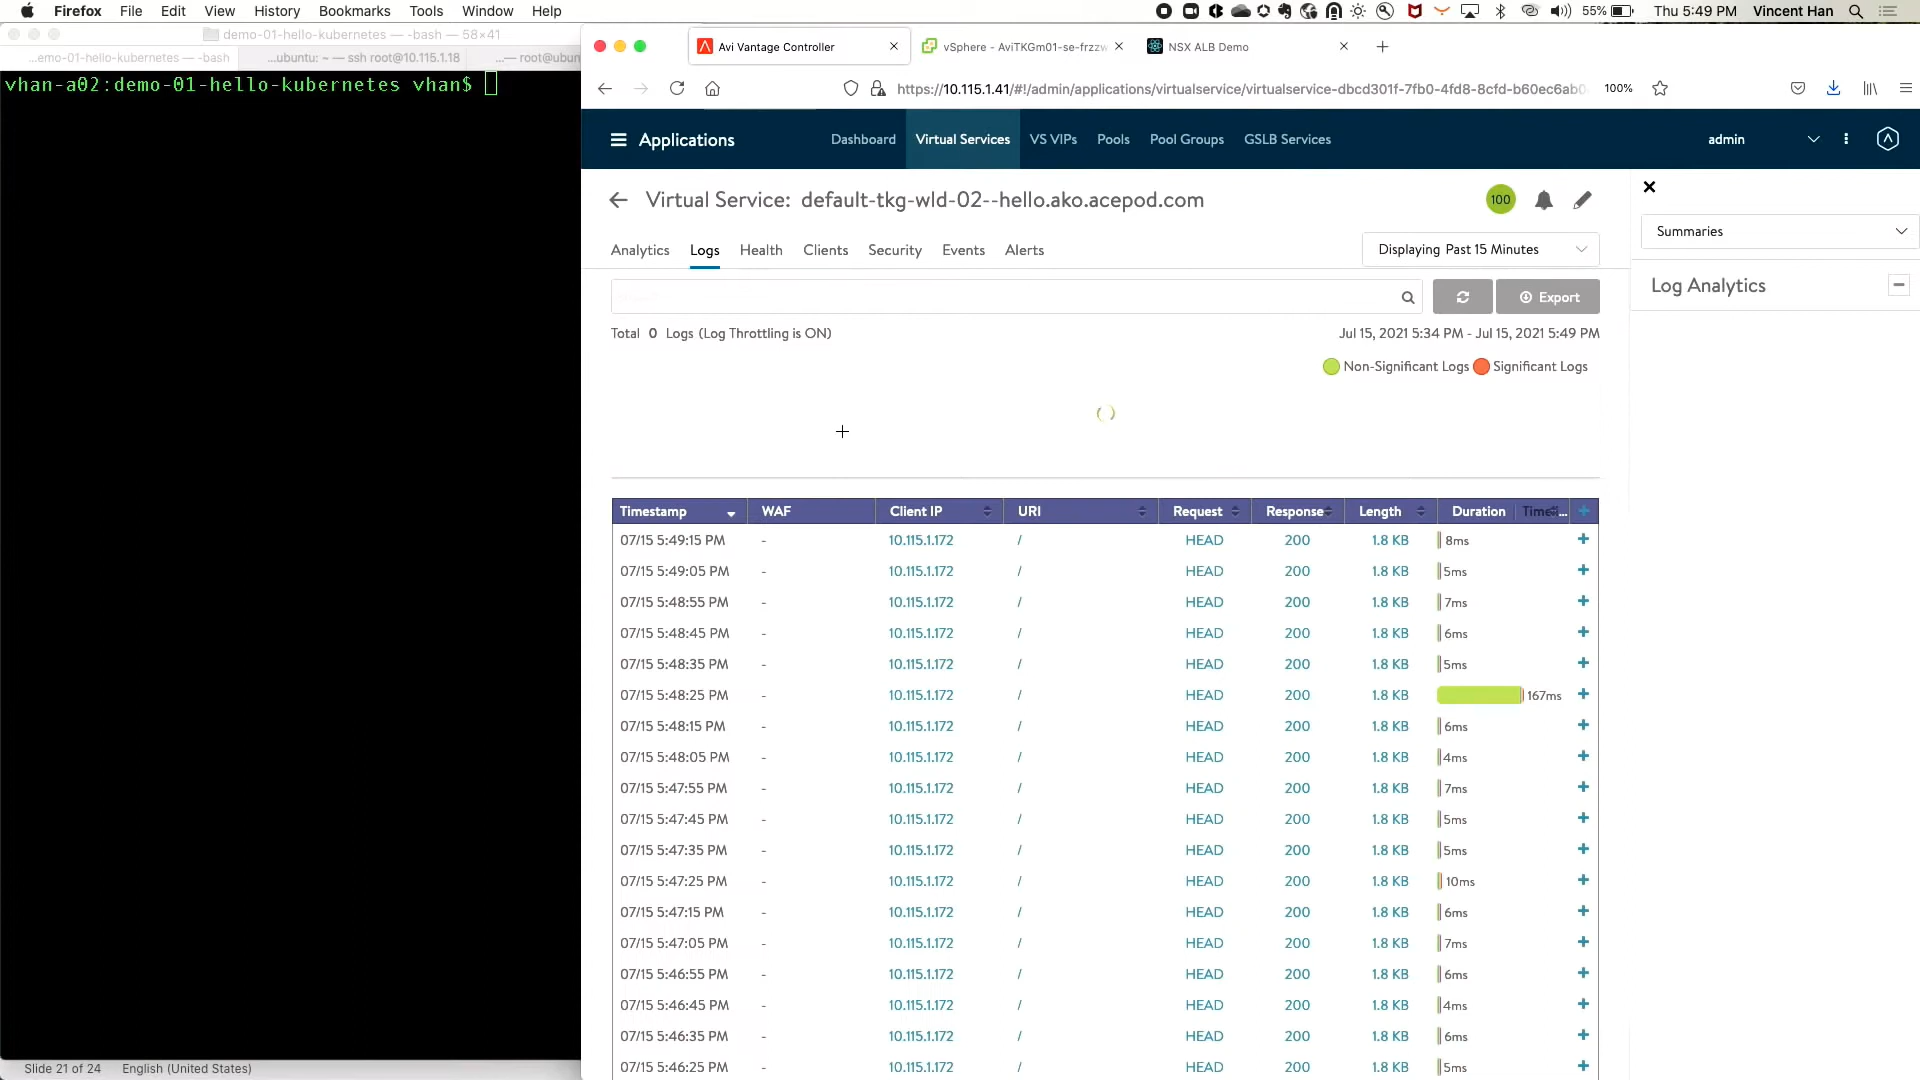 Firefox File Edit View History Bookmarks Tools Window Help 55% Thu 5:49 PM Vincent Han
demo-01-hello-kubernetes — -bash — 58×41
...emo-01-hello-kubernetes — -bash ...ubuntu: ~ — ssh root@10.115.1.18 ...— root@ubun
vhan-a02:demo-01-hello-kubernetes vhan$
Avi Vantage Controller
vSphere - AviTKGm01-se-frzzw
NSX ALB Demo
https://10.115.1.41/#!/admin/applications/virtualservice/virtualservice-dbcd301f-7fb0-4fd8-8cfd-b60ec6ab0 100%
Applications Dashboard Virtual Services VS VIPs Pools Pool Groups GSLB Services admin
Virtual Service: default-tkg-wld-02--hello.ako.acepod.com 100
Summaries
Analytics Logs Health Clients Security Events Alerts Displaying Past 15 Minutes
Log Analytics
Export
Total 0 Logs (Log Throttling is ON) Jul 15, 2021 5:34 PM - Jul 15, 2021 5:49 PM
Non-Significant Logs Significant Logs
Timestamp WAF Client IP URI Request Response Length Duration Time...
07/15 5:49:15 PM - 10.115.1.172 / HEAD 200 1.8 KB 8ms +
07/15 5:49:05 PM - 10.115.1.172 / HEAD 200 1.8 KB 5ms +
07/15 5:48:55 PM - 10.115.1.172 / HEAD 200 1.8 KB 7ms +
07/15 5:48:45 PM - 10.115.1.172 / HEAD 200 1.8 KB 6ms +
07/15 5:48:35 PM - 10.115.1.172 / HEAD 200 1.8 KB 5ms +
07/15 5:48:25 PM - 10.115.1.172 / HEAD 200 1.8 KB 167ms +
07/15 5:48:15 PM - 10.115.1.172 / HEAD 200 1.8 KB 6ms +
07/15 5:48:05 PM - 10.115.1.172 / HEAD 200 1.8 KB 4ms +
07/15 5:47:55 PM - 10.115.1.172 / HEAD 200 1.8 KB 7ms +
07/15 5:47:45 PM - 10.115.1.172 / HEAD 200 1.8 KB 5ms +
07/15 5:47:35 PM - 10.115.1.172 / HEAD 200 1.8 KB 5ms +
07/15 5:47:25 PM - 10.115.1.172 / HEAD 200 1.8 KB 10ms +
07/15 5:47:15 PM - 10.115.1.172 / HEAD 200 1.8 KB 6ms +
07/15 5:47:05 PM - 10.115.1.172 / HEAD 200 1.8 KB 7ms +
07/15 5:46:55 PM - 10.115.1.172 / HEAD 200 1.8 KB 6ms +
07/15 5:46:45 PM - 10.115.1.172 / HEAD 200 1.8 KB 4ms +
07/15 5:46:35 PM - 10.115.1.172 / HEAD 200 1.8 KB 6ms +
07/15 5:46:25 PM - 10.115.1.172 / HEAD 200 1.8 KB 5ms +
Slide 21 of 24 English (United States)